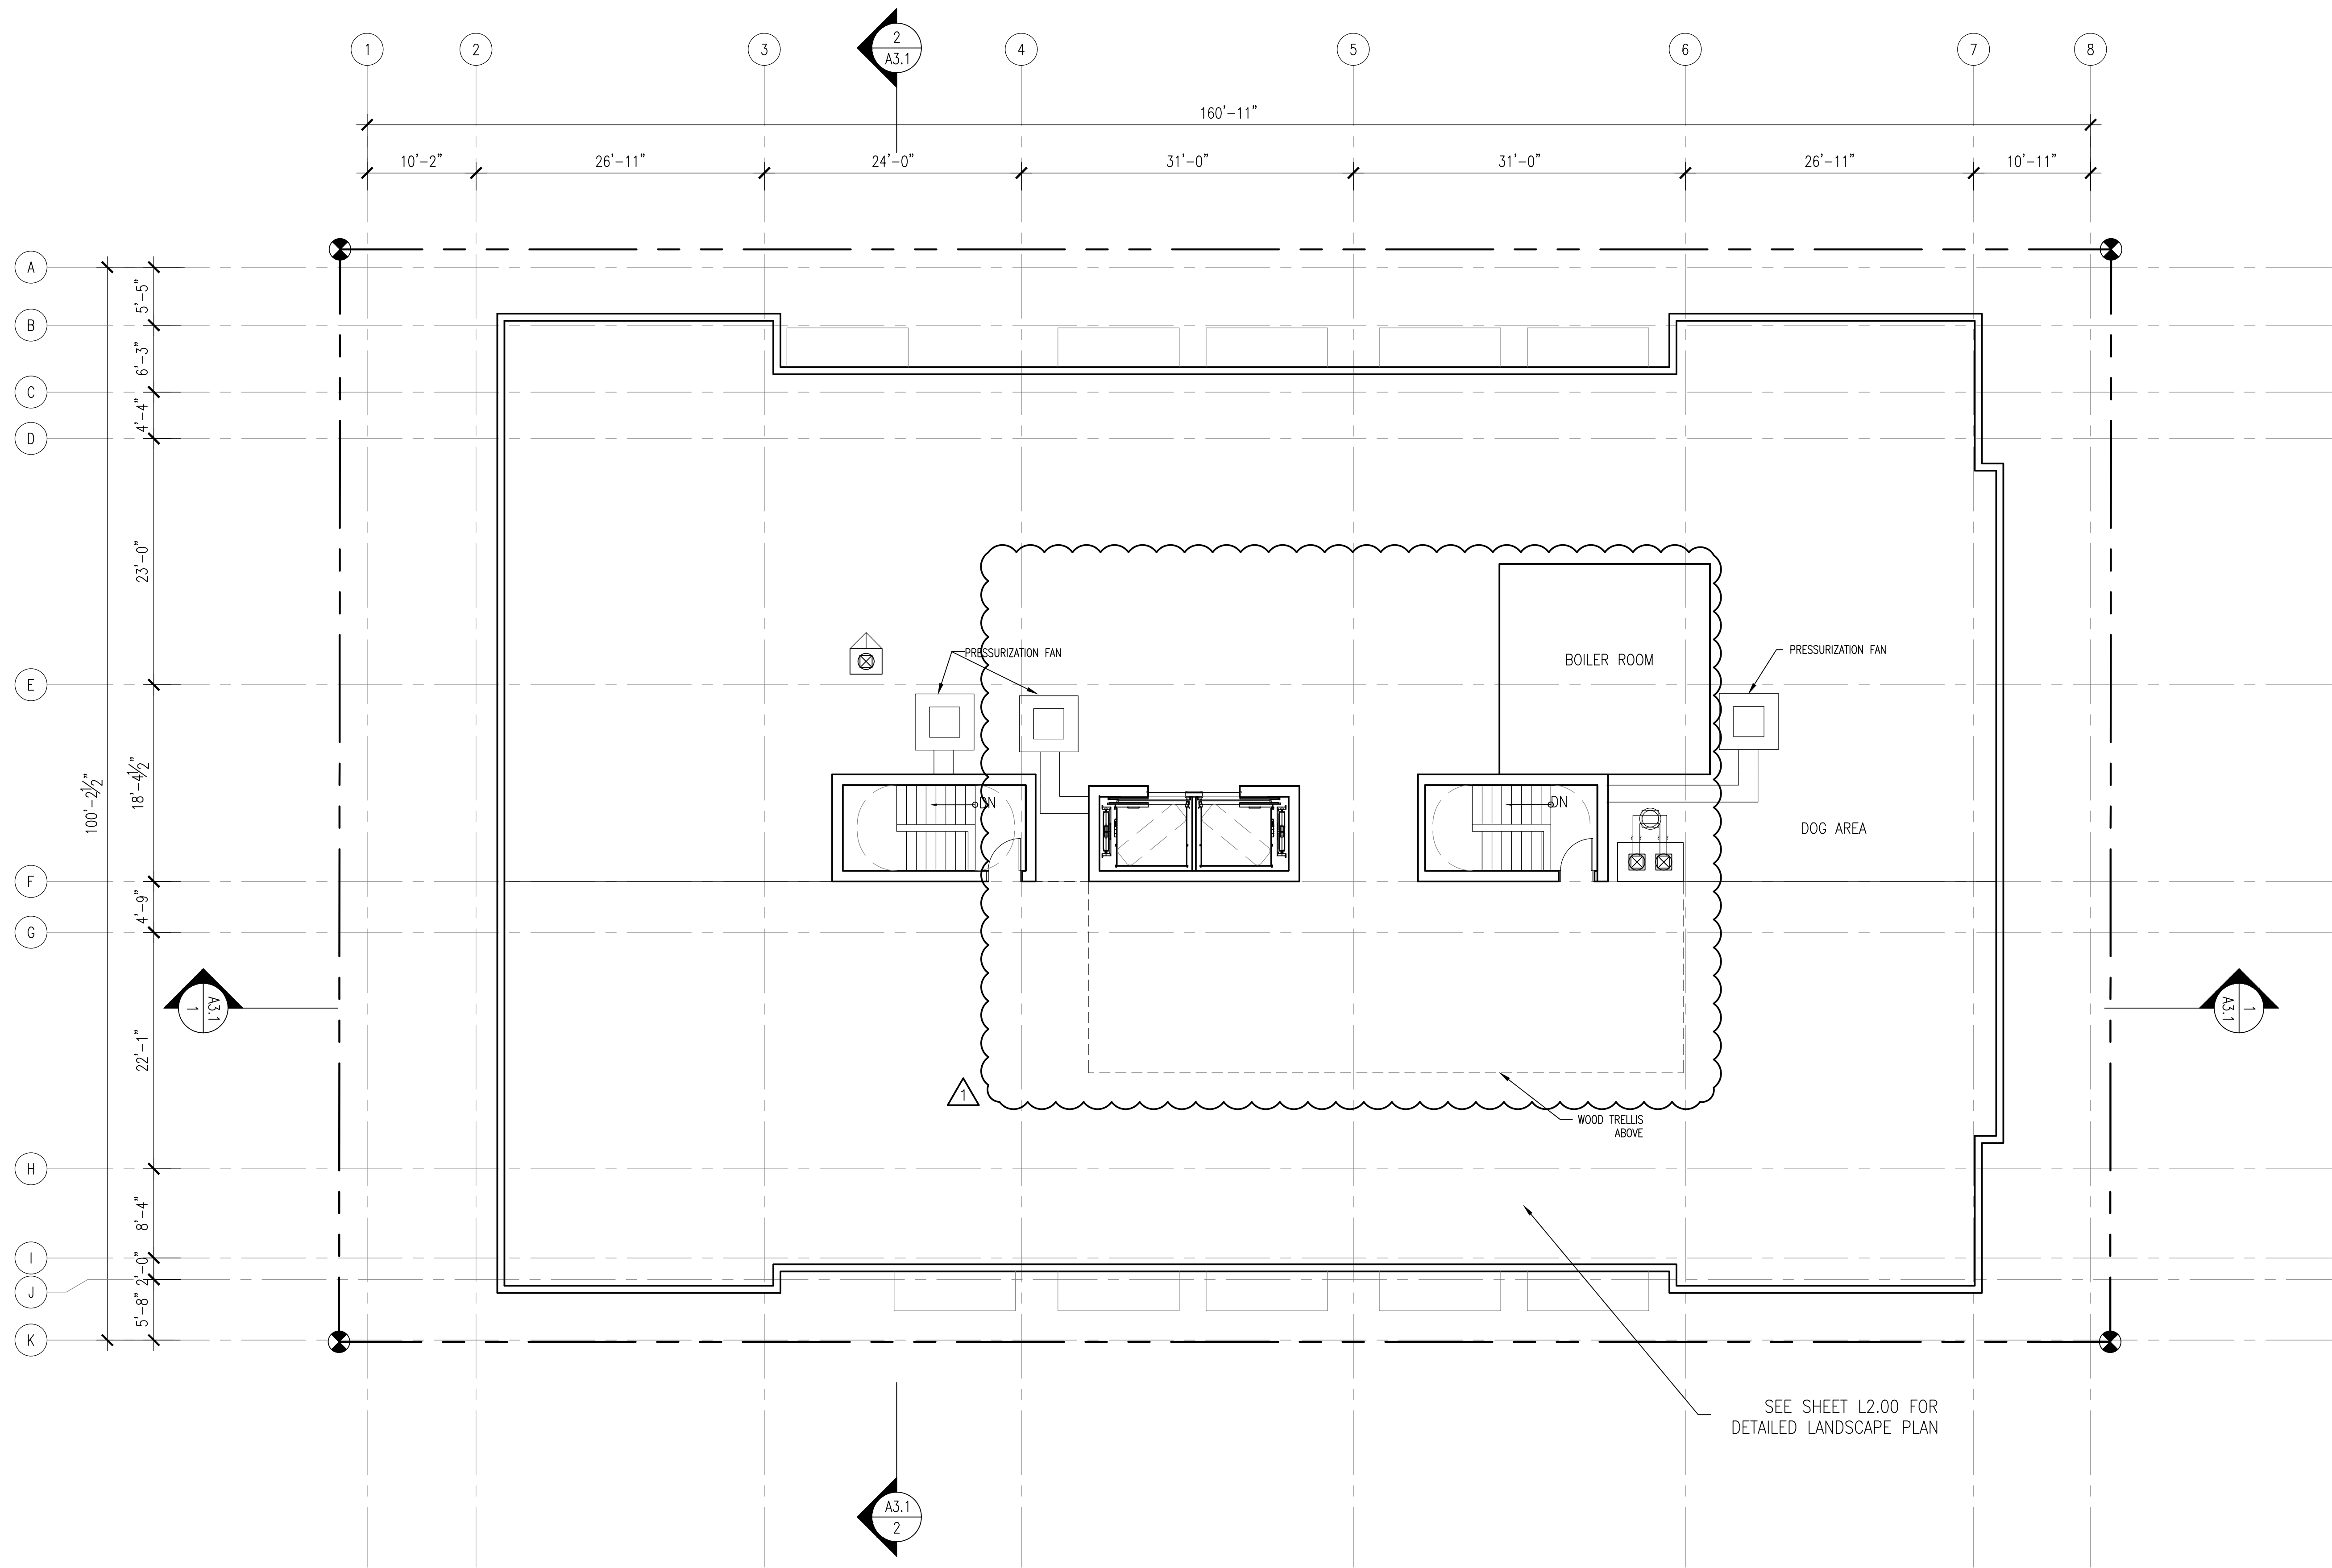 1
2
3
4
5
6
7
8
2
A3.1
160'-11"
10'-2"
26'-11"
24'-0"
31'-0"
31'-0"
26'-11"
10'-11"
A
B
C
D
E
F
G
H
I
J
K
5'-5"
6'-3"
4'-4"
23'-0"
18'-4½"
4'-9"
22'-1"
8'-4"
2'-0"
5'-8"
100'-2½"
PRESSURIZATION FAN
BOILER ROOM
PRESSURIZATION FAN
DN
DN
DOG AREA
A3.1
1
1
A3.1
1
WOOD TRELLIS
ABOVE
SEE SHEET L2.00 FOR
DETAILED LANDSCAPE PLAN
A3.1
2